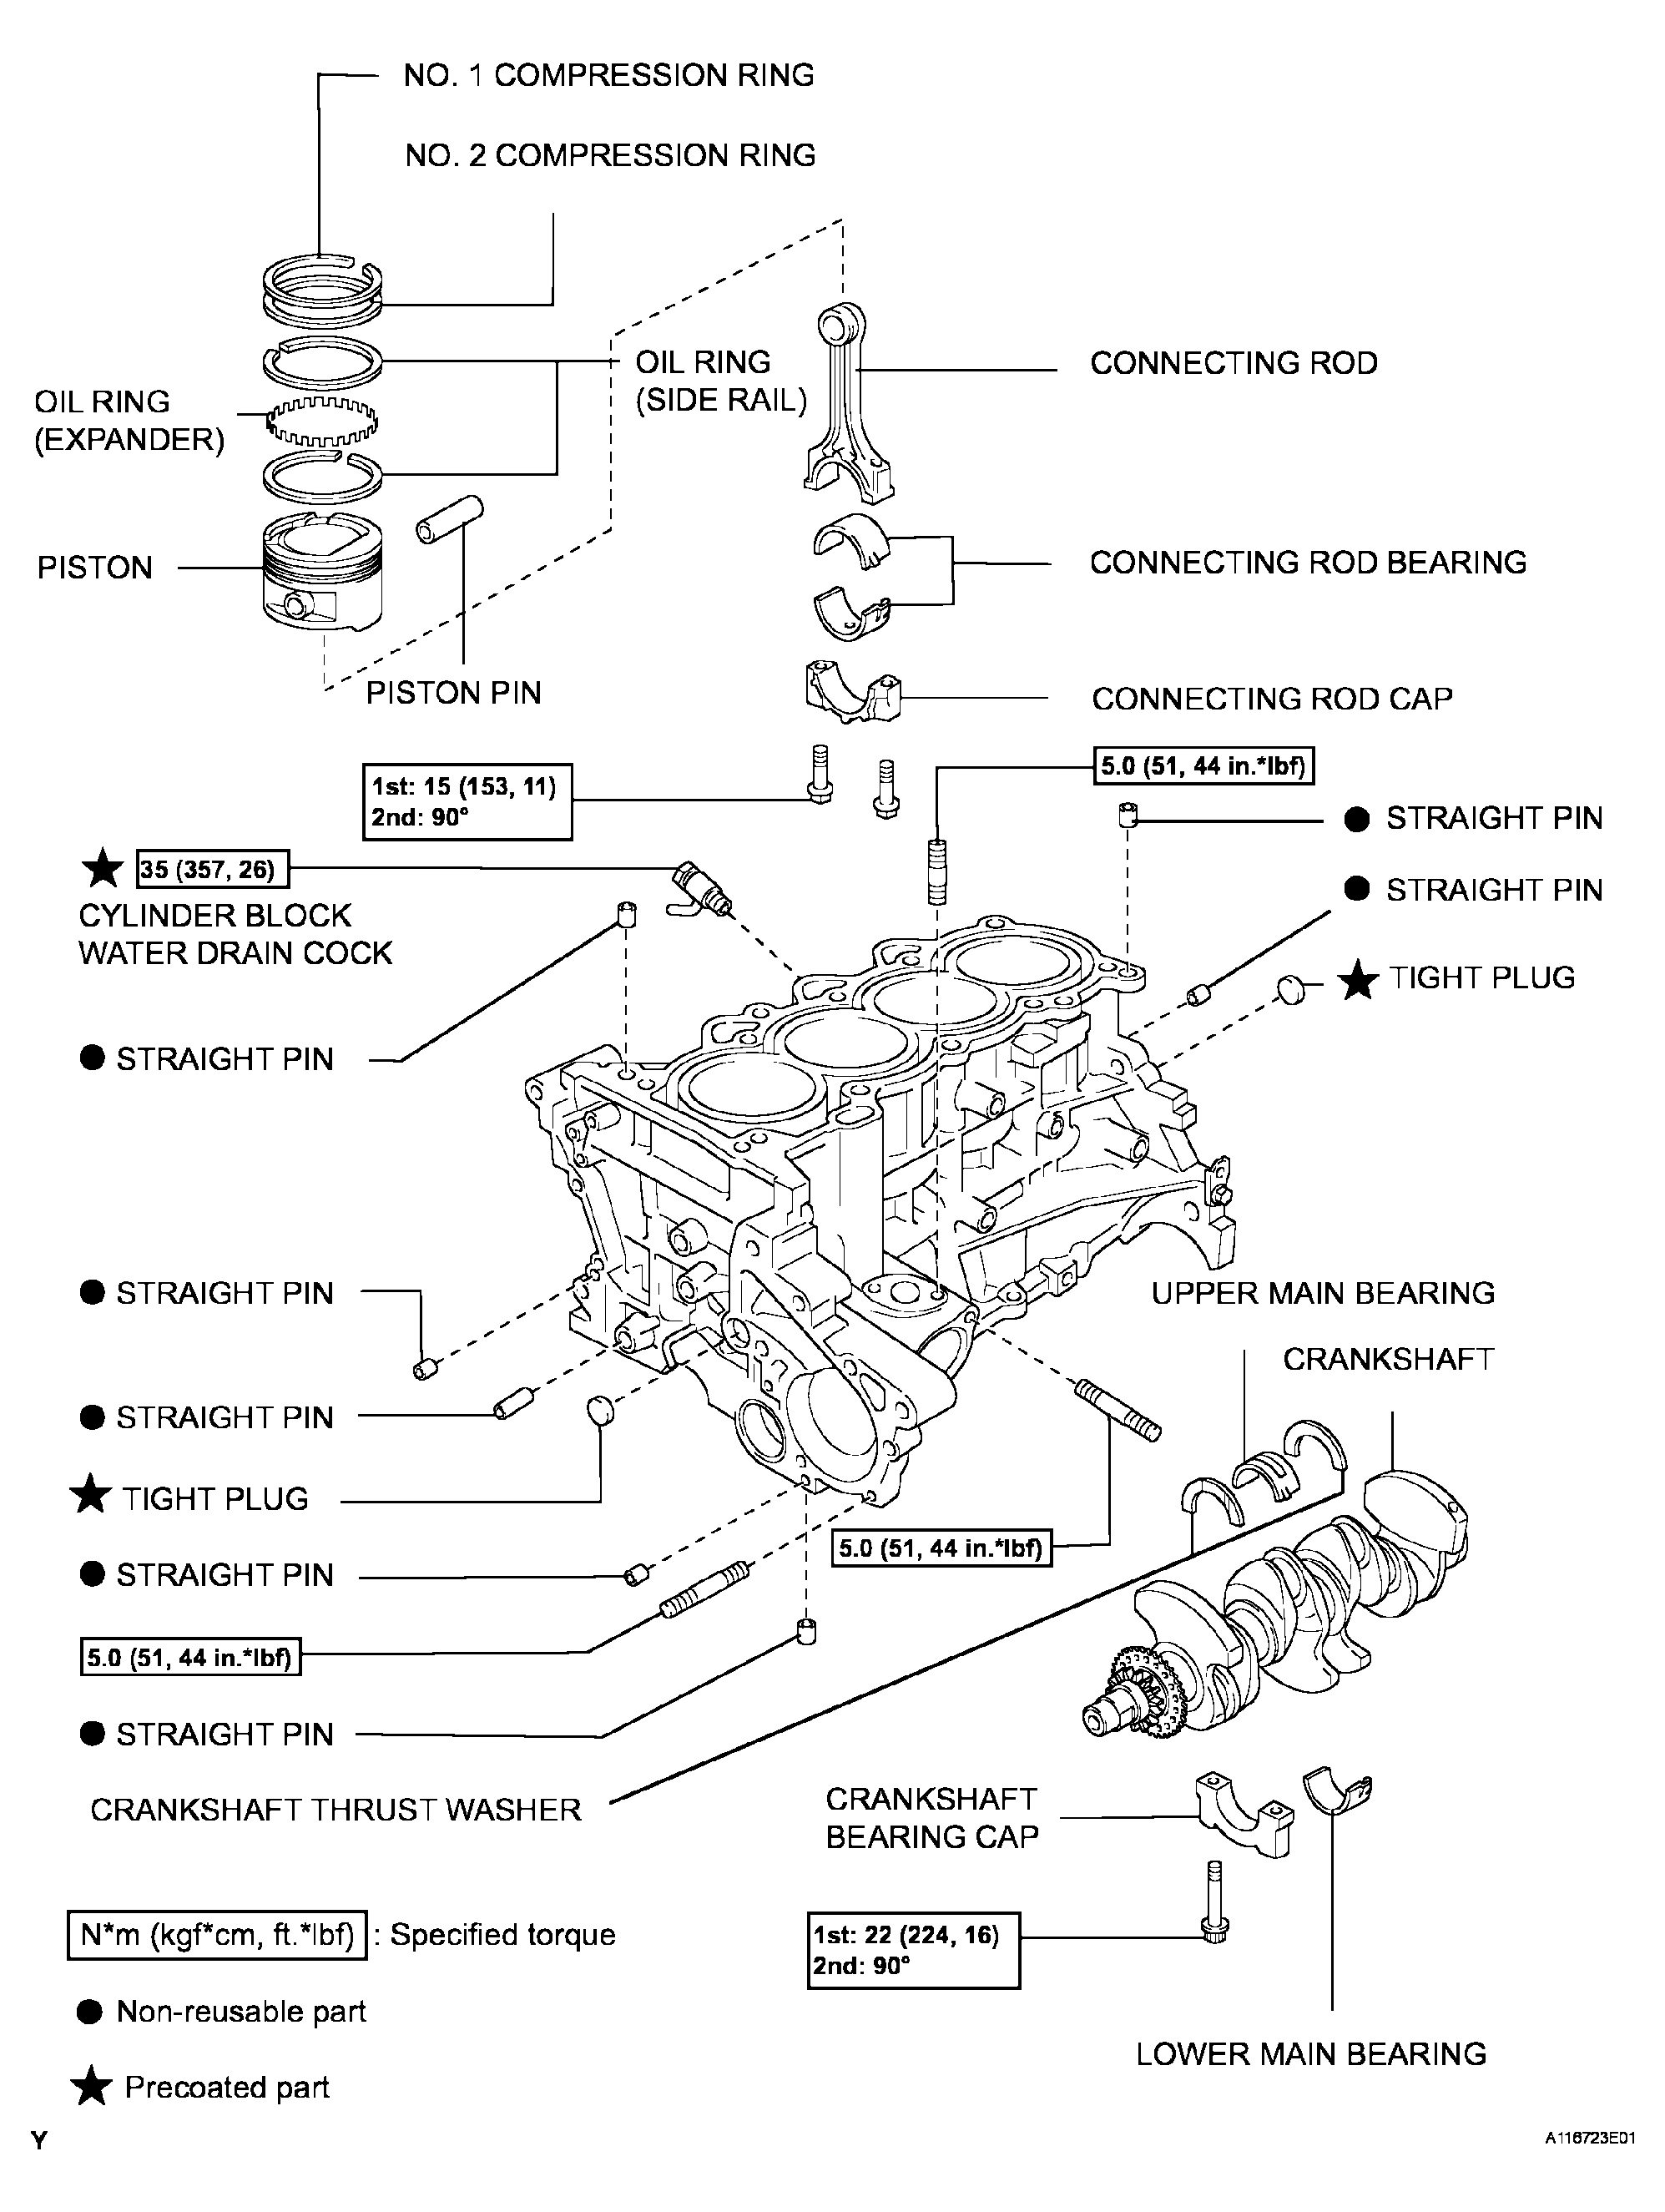 NO. 1 COMPRESSION RING
NO. 2 COMPRESSION RING
OIL RING
(SIDE RAIL)
CONNECTING ROD
OIL RING
(EXPANDER)
PISTON
CONNECTING ROD BEARING
PISTON PIN
CONNECTING ROD CAP
5.0 (51, 44 in.*lbf)
1st: 15 (153, 11)
2nd: 90°
● STRAIGHT PIN
★ 35 (357, 26)
CYLINDER BLOCK
WATER DRAIN COCK
● STRAIGHT PIN
★ TIGHT PLUG
● STRAIGHT PIN
● STRAIGHT PIN
UPPER MAIN BEARING
CRANKSHAFT
● STRAIGHT PIN
★ TIGHT PLUG
5.0 (51, 44 in.*lbf)
● STRAIGHT PIN
5.0 (51, 44 in.*lbf)
● STRAIGHT PIN
CRANKSHAFT THRUST WASHER
CRANKSHAFT
BEARING CAP
1st: 22 (224, 16)
2nd: 90°
N*m (kgf*cm, ft.*lbf) : Specified torque
● Non-reusable part
LOWER MAIN BEARING
★ Precoated part
Y
A116723E01